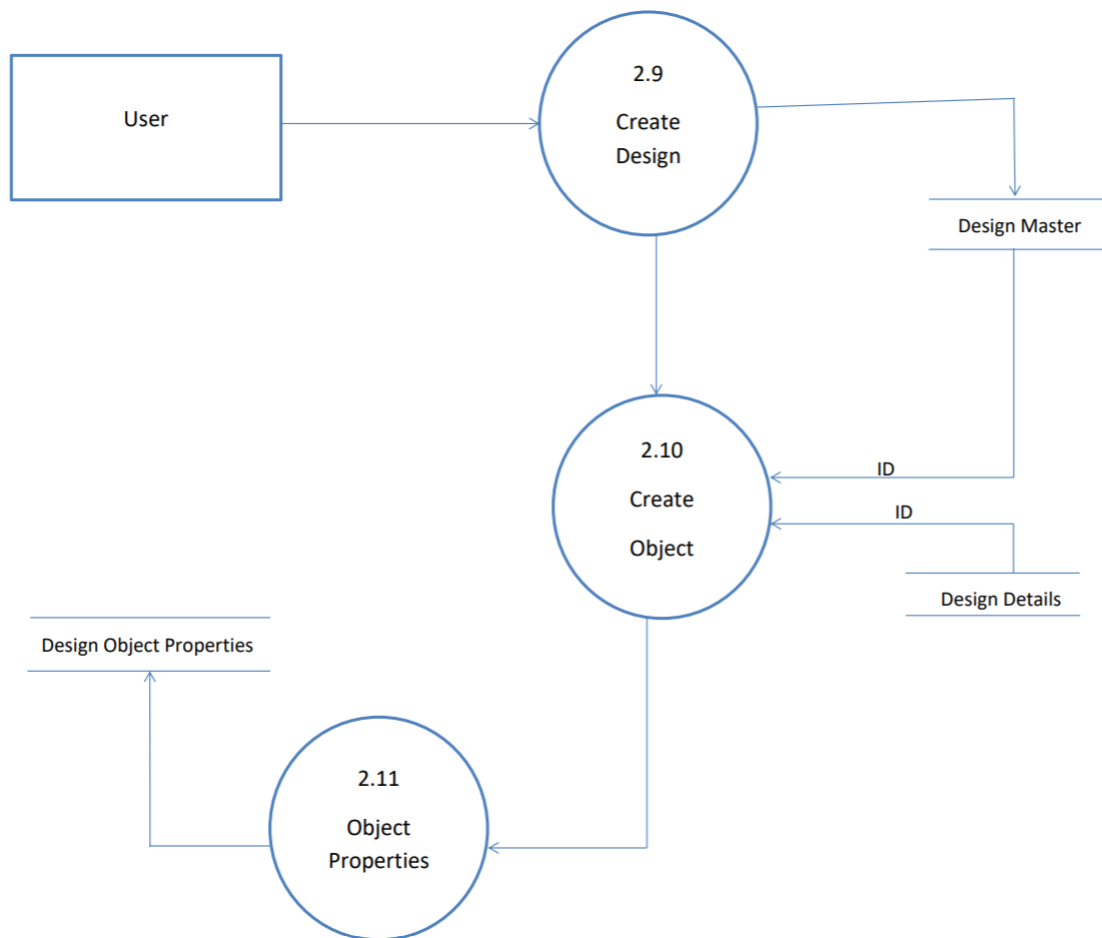 User
2.9
Create
Design
Design Master
2.10
Create
Object
ID
ID
Design Details
Design Object Properties
2.11
Object
Properties